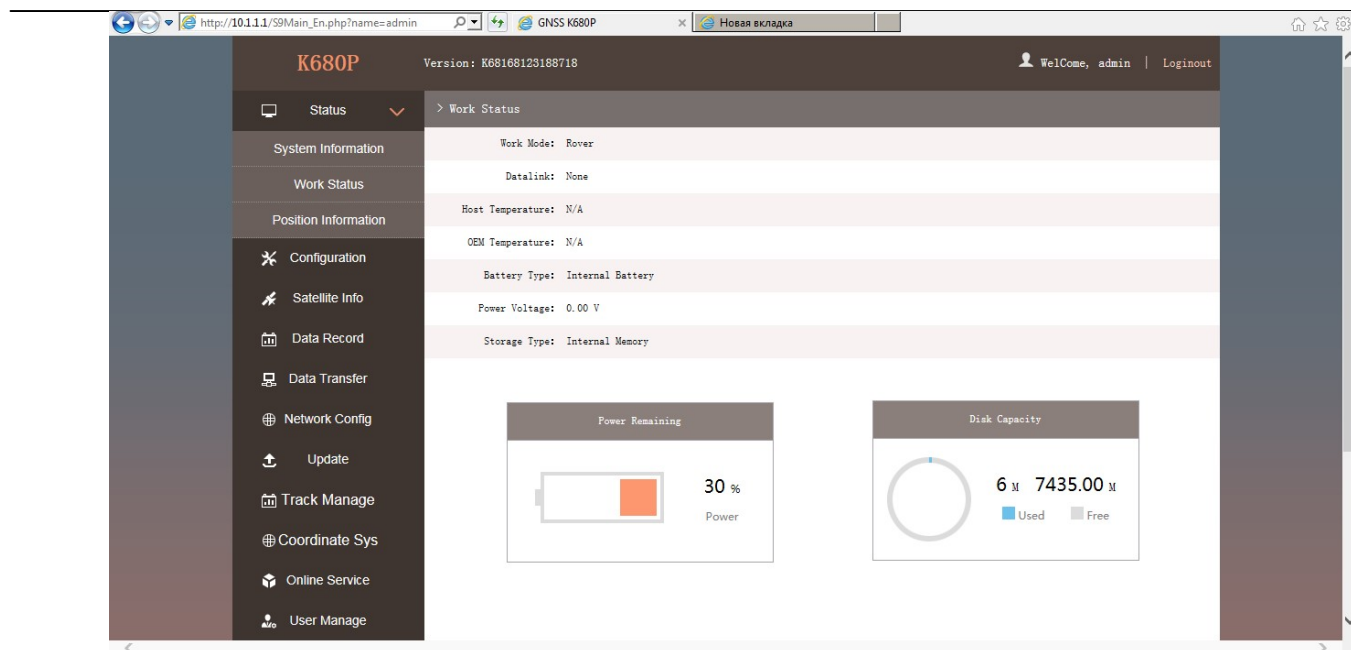 http://10.1.1.1/S9Main_En.php?name=admin
GNSS K680P
Новая вкладка
K680P
Version: K68168123188718
WelCome, admin | Loginout
Status
> Work Status
System Information
Work Status
Position Information
Configuration
Satellite Info
Data Record
Data Transfer
Network Config
Update
Track Manage
Coordinate Sys
Online Service
User Manage
Work Mode: Rover
Datalink: None
Host Temperature: N/A
OEM Temperature: N/A
Battery Type: Internal Battery
Power Voltage: 0.00 V
Storage Type: Internal Memory
Power Remaining
30 %
Power
Disk Capacity
6 M 7435.00 M
Used Free